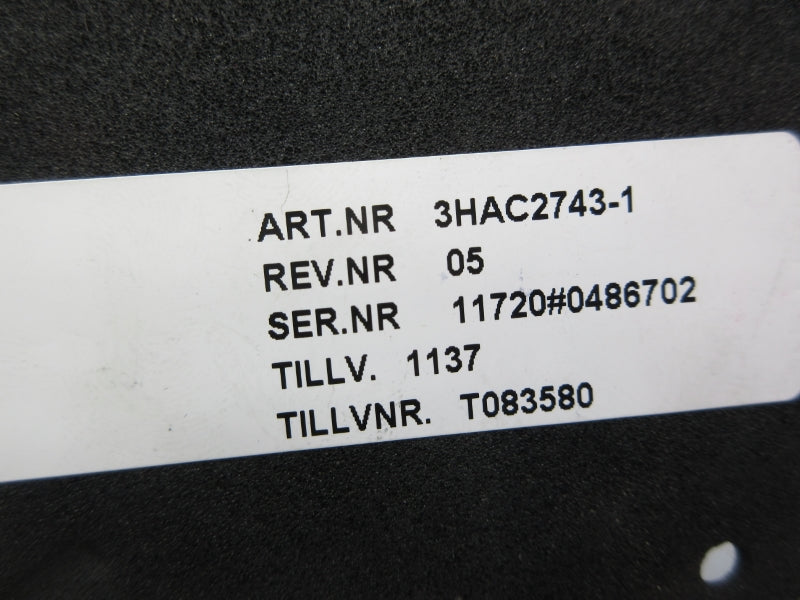 ART.NR 3HAC2743-1
REV.NR 05
SER.NR 11720#0486702
TILLV. 1137
TILLVNR. T083580